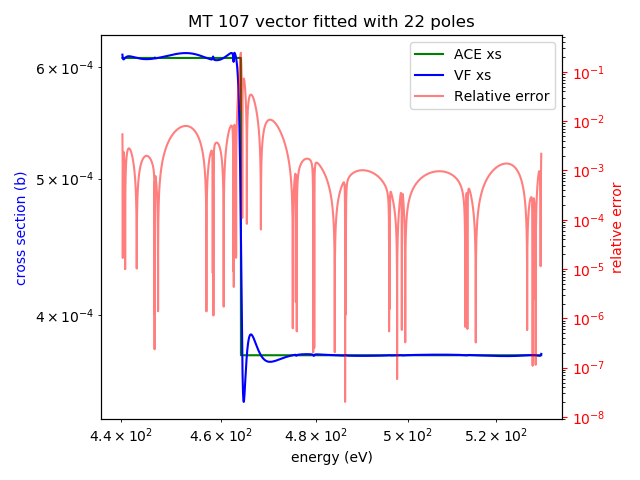 MT 107 vector fitted with 22 poles
ACE xs
VF xs
Relative error
cross section (b)
6 × 10⁻⁴
5 × 10⁻⁴
4 × 10⁻⁴
relative error
10⁻¹
10⁻²
10⁻³
10⁻⁴
10⁻⁵
10⁻⁶
10⁻⁷
10⁻⁸
4.4 × 10² 4.6 × 10² 4.8 × 10² 5 × 10² 5.2 × 10²
energy (eV)